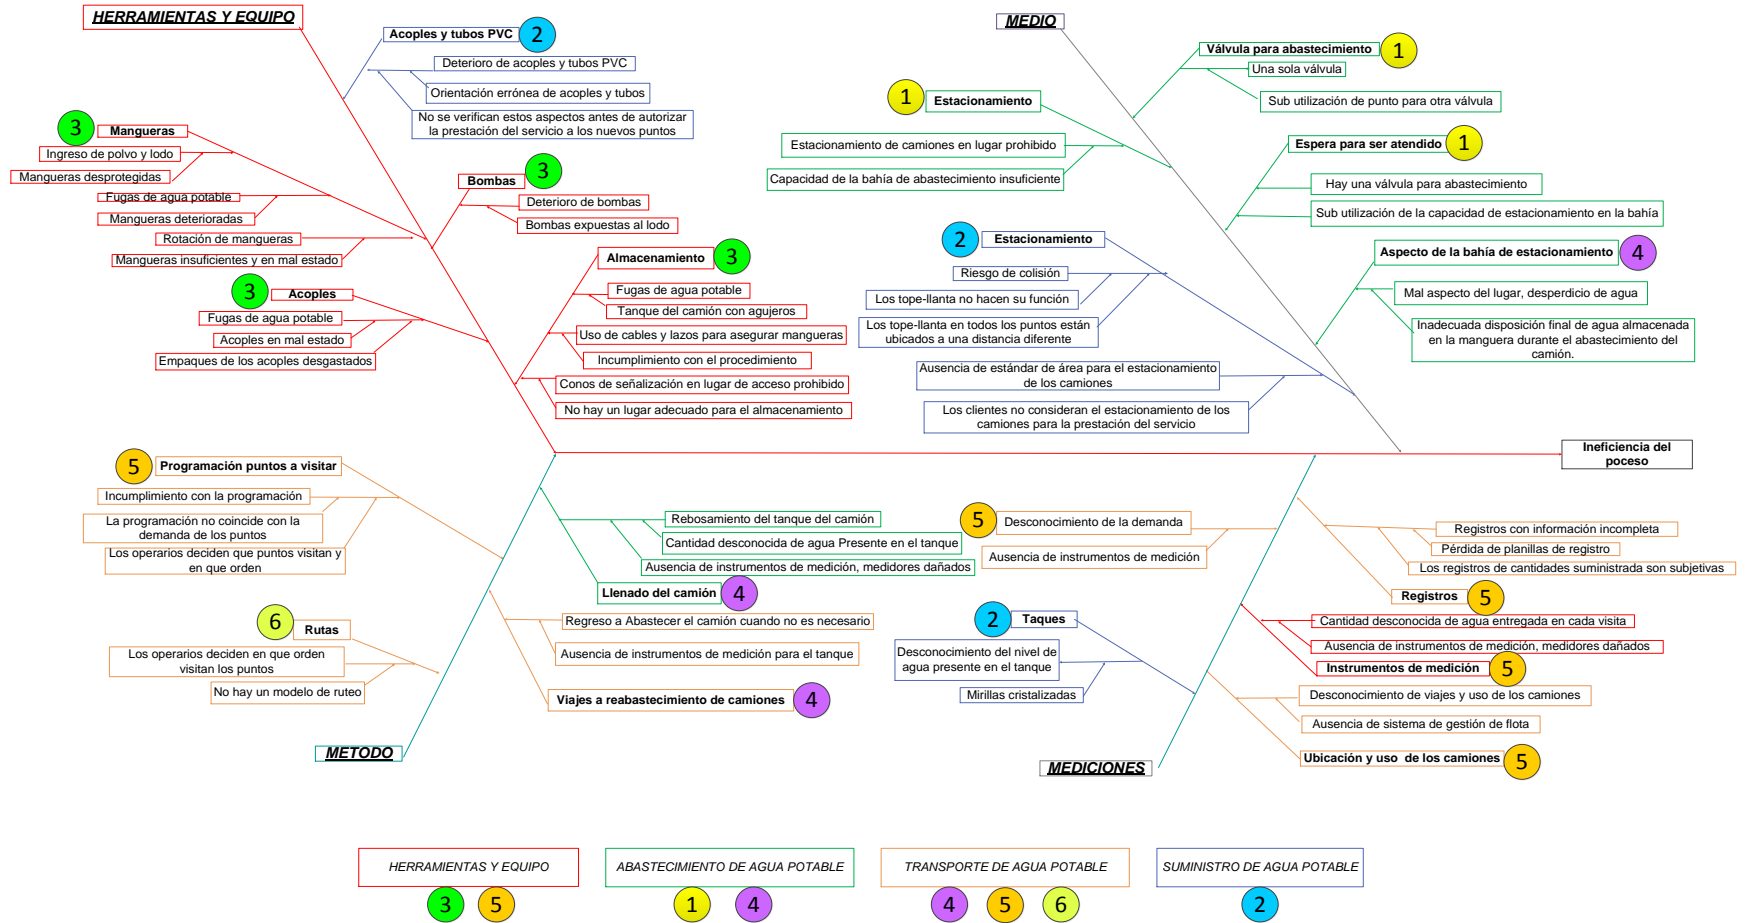 HERRAMIENTAS Y EQUIPO
Acoples y tubos PVC
2
Deterioro de acoples y tubos PVC
Orientación errónea de acoples y tubos
No se verifican estos aspectos antes de autorizar
la prestación del servicio a los nuevos puntos
3
Mangueras
Ingreso de polvo y lodo
Mangueras desprotegidas
Fugas de agua potable
Mangueras deterioradas
Rotación de mangueras
Mangueras insuficientes y en mal estado
Bombas
3
Deterioro de bombas
Bombas expuestas al lodo
3
Acoples
Fugas de agua potable
Acoples en mal estado
Empaques de los acoples desgastados
Almacenamiento
3
Fugas de agua potable
Tanque del camión con agujeros
Uso de cables y lazos para asegurar mangueras
Incumplimiento con el procedimiento
Conos de señalización en lugar de acceso prohibido
No hay un lugar adecuado para el almacenamiento
MEDIO
Válvula para abastecimiento
1
Una sola válvula
Sub utilización de punto para otra válvula
1
Estacionamiento
Estacionamiento de camiones en lugar prohibido
Capacidad de la bahía de abastecimiento insuficiente
Espera para ser atendido
1
Hay una válvula para abastecimiento
Sub utilización de la capacidad de estacionamiento en la bahía
2
Estacionamiento
Riesgo de colisión
Los tope-llanta no hacen su función
Los tope-llanta en todos los puntos están
ubicados a una distancia diferente
Ausencia de estándar de área para el estacionamiento
de los camiones
Los clientes no consideran el estacionamiento de los
camiones para la prestación del servicio
Aspecto de la bahía de estacionamiento
4
Mal aspecto del lugar, desperdicio de agua
Inadecuada disposición final de agua almacenada
en la manguera durante el abastecimiento del
camión.
Ineficiencia del
poceso
5
Programación puntos a visitar
Incumplimiento con la programación
La programación no coincide con la
demanda de los puntos
Los operarios deciden que puntos visitan y
en que orden
Rebosamiento del tanque del camión
Cantidad desconocida de agua Presente en el tanque
Ausencia de instrumentos de medición, medidores dañados
Llenado del camión
4
6
Rutas
Los operarios deciden en que orden
visitan los puntos
No hay un modelo de ruteo
Regreso a Abastecer el camión cuando no es necesario
Ausencia de instrumentos de medición para el tanque
Viajes a reabastecimiento de camiones
4
METODO
5
Desconocimiento de la demanda
Ausencia de instrumentos de medición
Registros con información incompleta
Pérdida de planillas de registro
Los registros de cantidades suministrada son subjetivas
Registros
5
2
Taques
Desconocimiento del nivel de
agua presente en el tanque
Mirillas cristalizadas
Cantidad desconocida de agua entregada en cada visita
Ausencia de instrumentos de medición, medidores dañados
Instrumentos de medición
5
Desconocimiento de viajes y uso de los camiones
Ausencia de sistema de gestión de flota
Ubicación y uso de los camiones
5
MEDICIONES
HERRAMIENTAS Y EQUIPO
3 5
ABASTECIMIENTO DE AGUA POTABLE
1 4
TRANSPORTE DE AGUA POTABLE
4 5 6
SUMINISTRO DE AGUA POTABLE
2